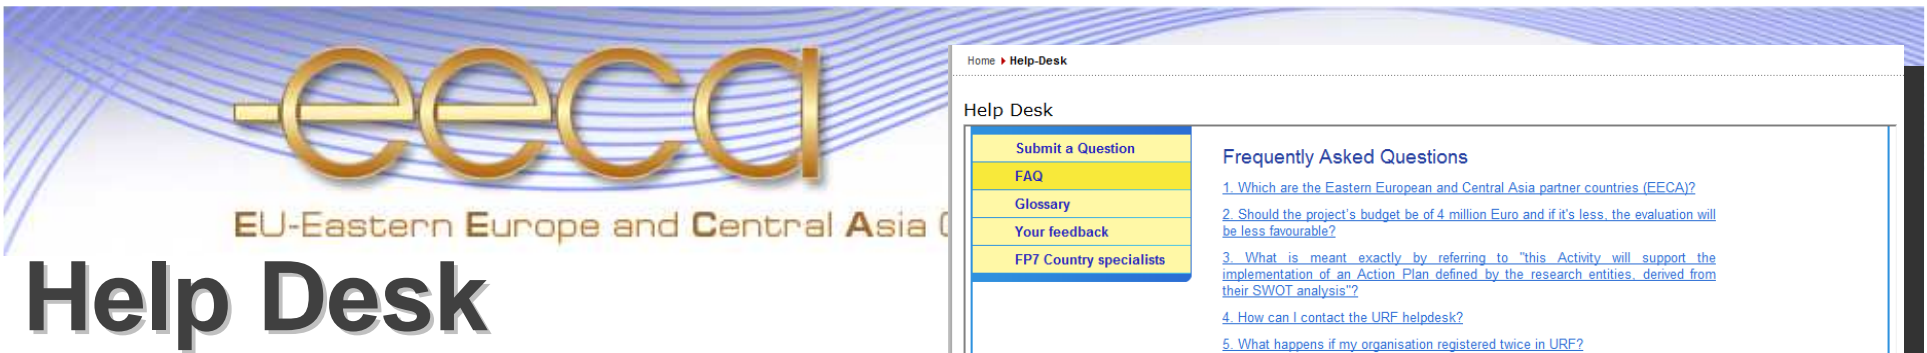 eeca
EU-Eastern Europe and Central Asia
Help Desk
Home Help-Desk
Help Desk
Submit a Question
FAQ
Glossary
Your feedback
FP7 Country specialists
Frequently Asked Questions
1. Which are the Eastern European and Central Asia partner countries (EECA)?
2. Should the project's budget be of 4 million Euro and if it's less, the evaluation will
be less favourable?
3. What is meant exactly by referring to "this Activity will support the
implementation of an Action Plan defined by the research entities, derived from
their SWOT analysis"?
4. How can I contact the URF helpdesk?
5. What happens if my organisation registered twice in URF?